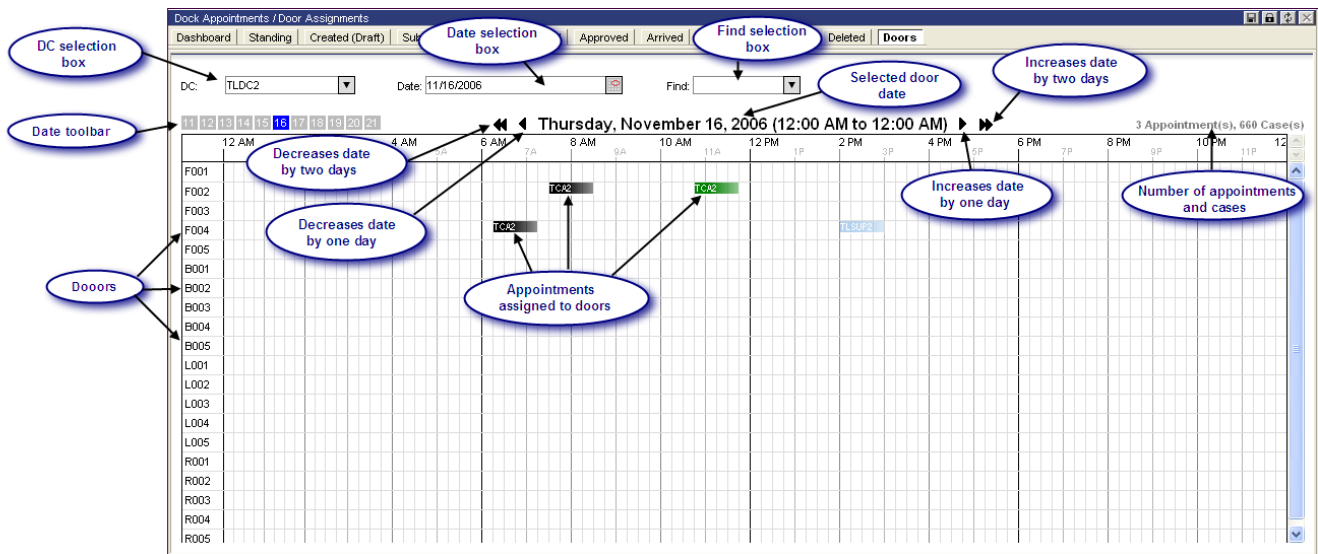 Dock Appointments / Door Assignments
Dashboard Standing Created (Draft) Approved Arrived Deleted Doors
DC selection
box
Date selection
box
Find selection
box
Increases date
by two days
Selected door
date
DC: TLDC2 Date: 11/16/2006 Find:
Date toolbar
11 12 13 14 15 16 17 18 19 20 21
Thursday, November 16, 2006 (12:00 AM to 12:00 AM)
3 Appointment(s), 660 Case(s)
12 AM 4 AM 5A 6 AM 7A 8 AM 9A 10 AM 11A 12 PM 1P 2 PM 3P 4 PM 5P 6 PM 7P 8 PM 9P 10 PM 11P 12
Decreases date
by two days
Increases date
by one day
Number of appointments
and cases
Decreases date
by one day
F001
F002 TCA2 TCA2
F003
F004 TCA2 TLSUP2
F005
B001
Dooors
B002
Appointments
assigned to doors
B003
B004
B005
L001
L002
L003
L004
L005
R001
R002
R003
R004
R005